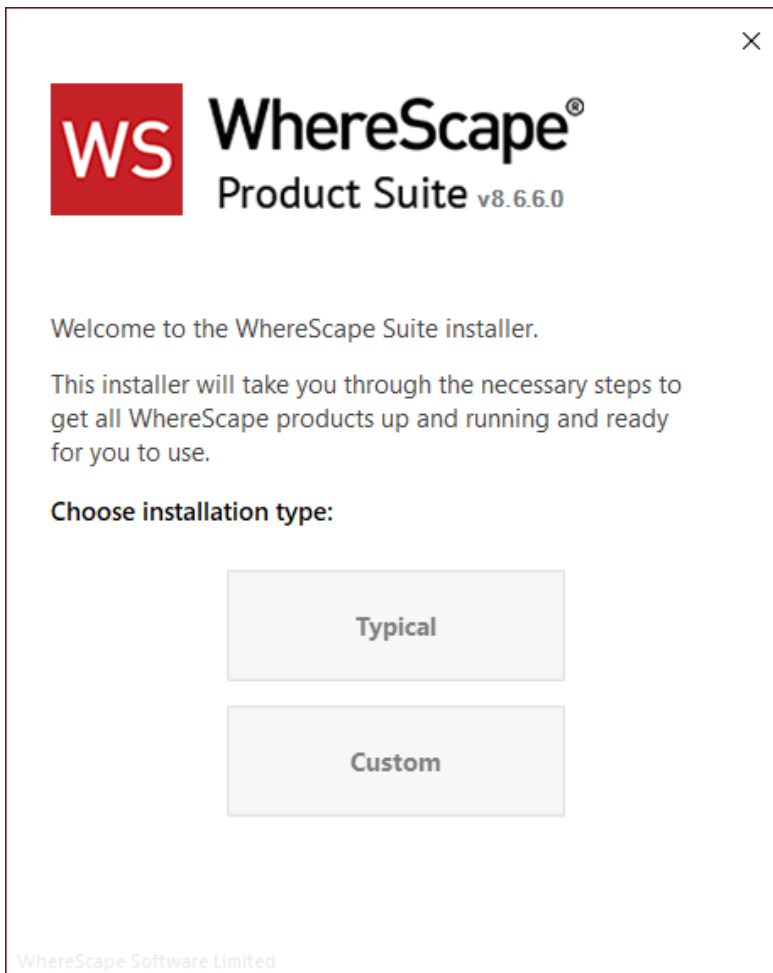 WS WhereScape®
Product Suite v8.6.6.0
Welcome to the WhereScape Suite installer.
This installer will take you through the necessary steps to
get all WhereScape products up and running and ready
for you to use.
Choose installation type:
Typical
Custom
WhereScape Software Limited